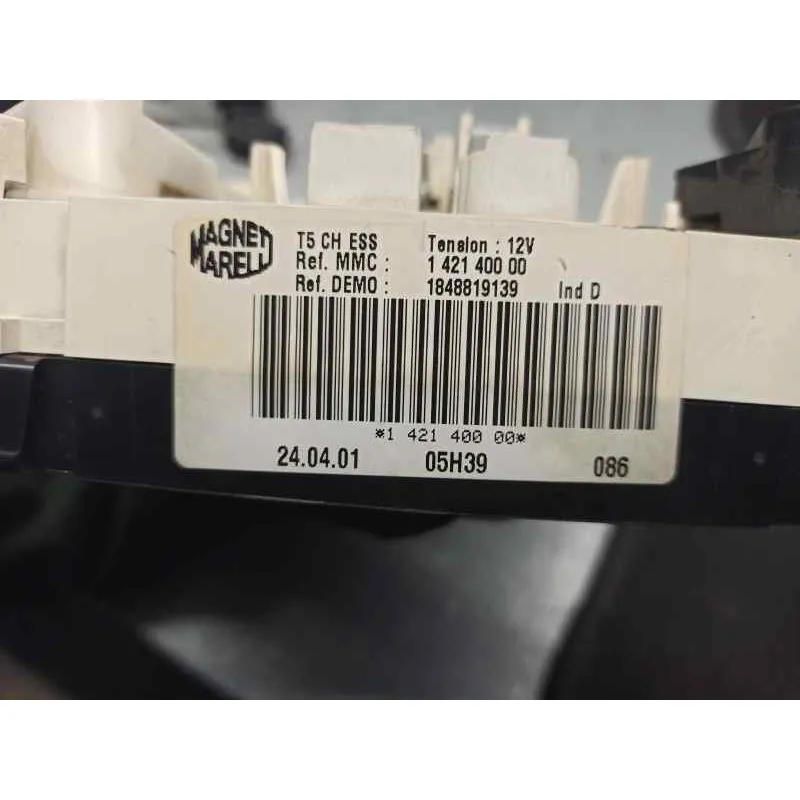 MAGNETI
MARELLI
T5 CH ESS Tension : 12V
Ref. MMC : 1 421 400 00
Ref. DEMO : 1848819139 Ind D
*1 421 400 00*
24.04.01 05H39 086